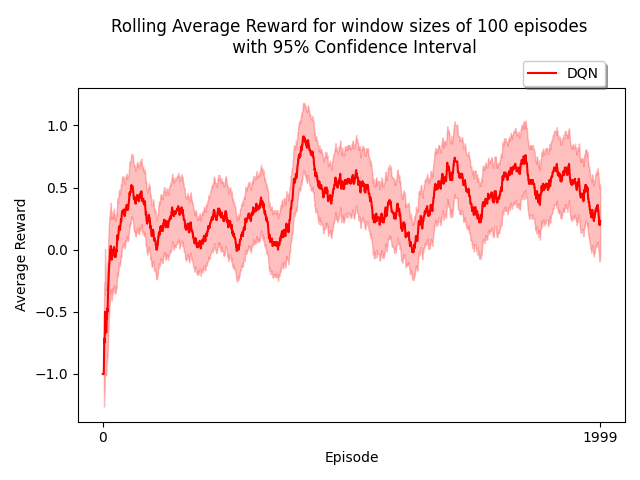 Rolling Average Reward for window sizes of 100 episodes
with 95% Confidence Interval
DQN
1.0
0.5
0.0
−0.5
−1.0
Average Reward
0
1999
Episode